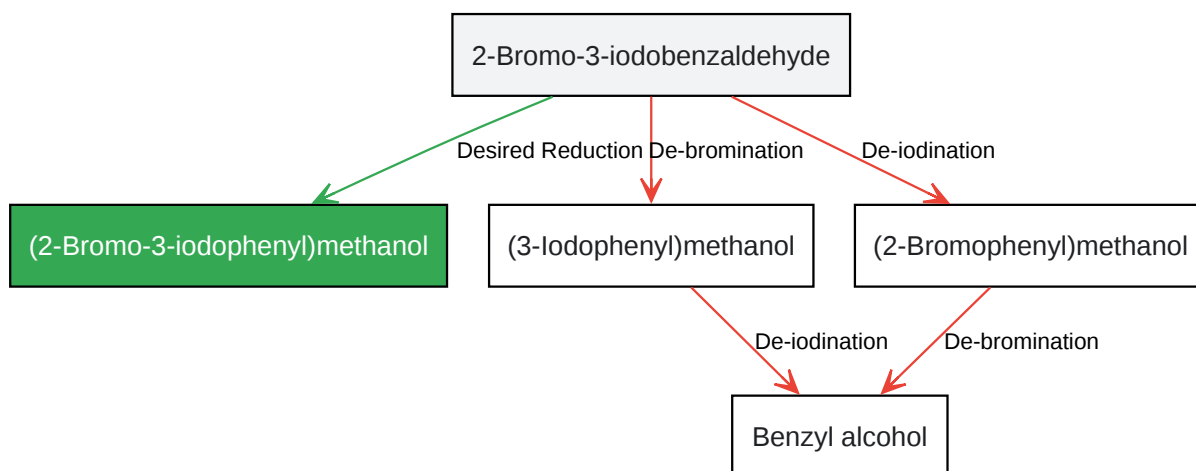 2-Bromo-3-iodobenzaldehyde
Desired Reduction
De-bromination
De-iodination
(2-Bromo-3-iodophenyl)methanol
(3-Iodophenyl)methanol
(2-Bromophenyl)methanol
De-iodination
De-bromination
Benzyl alcohol